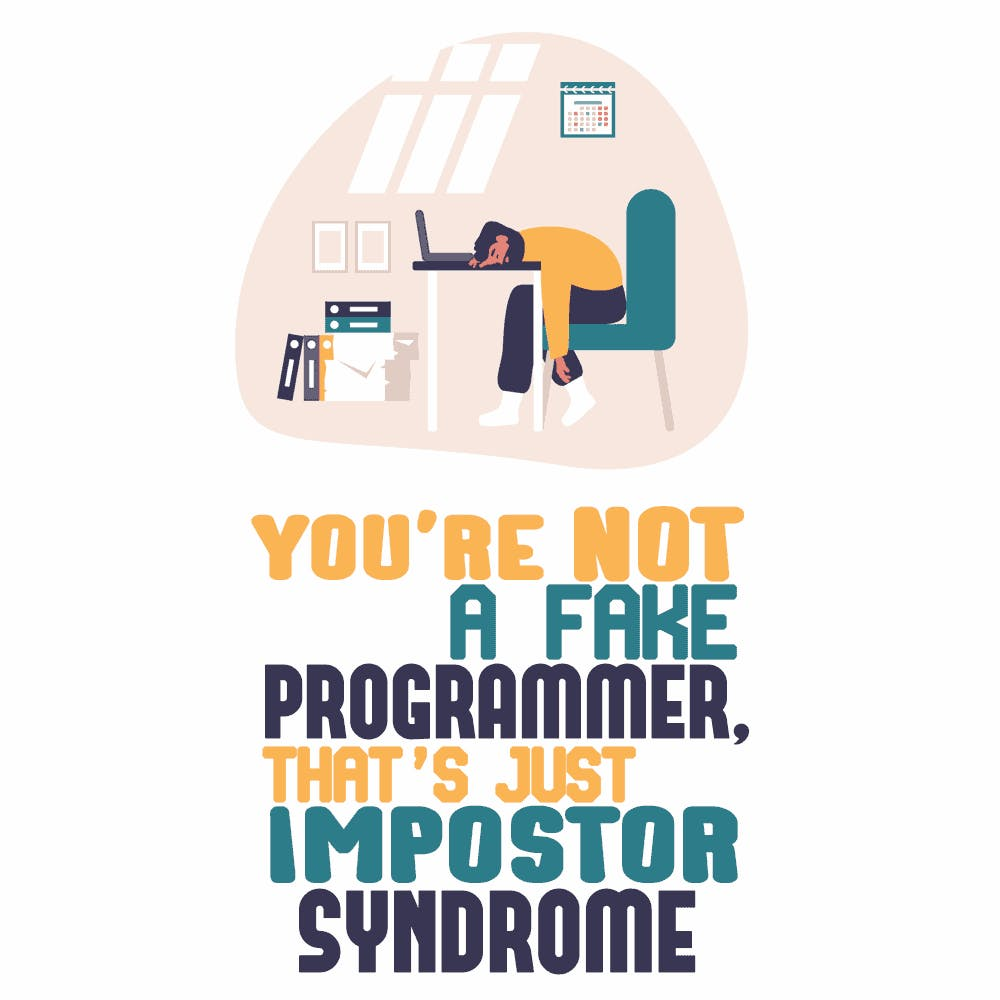 YOU'RE NOT
A FAKE
PROGRAMMER,
THAT'S JUST
IMPOSTOR
SYNDROME